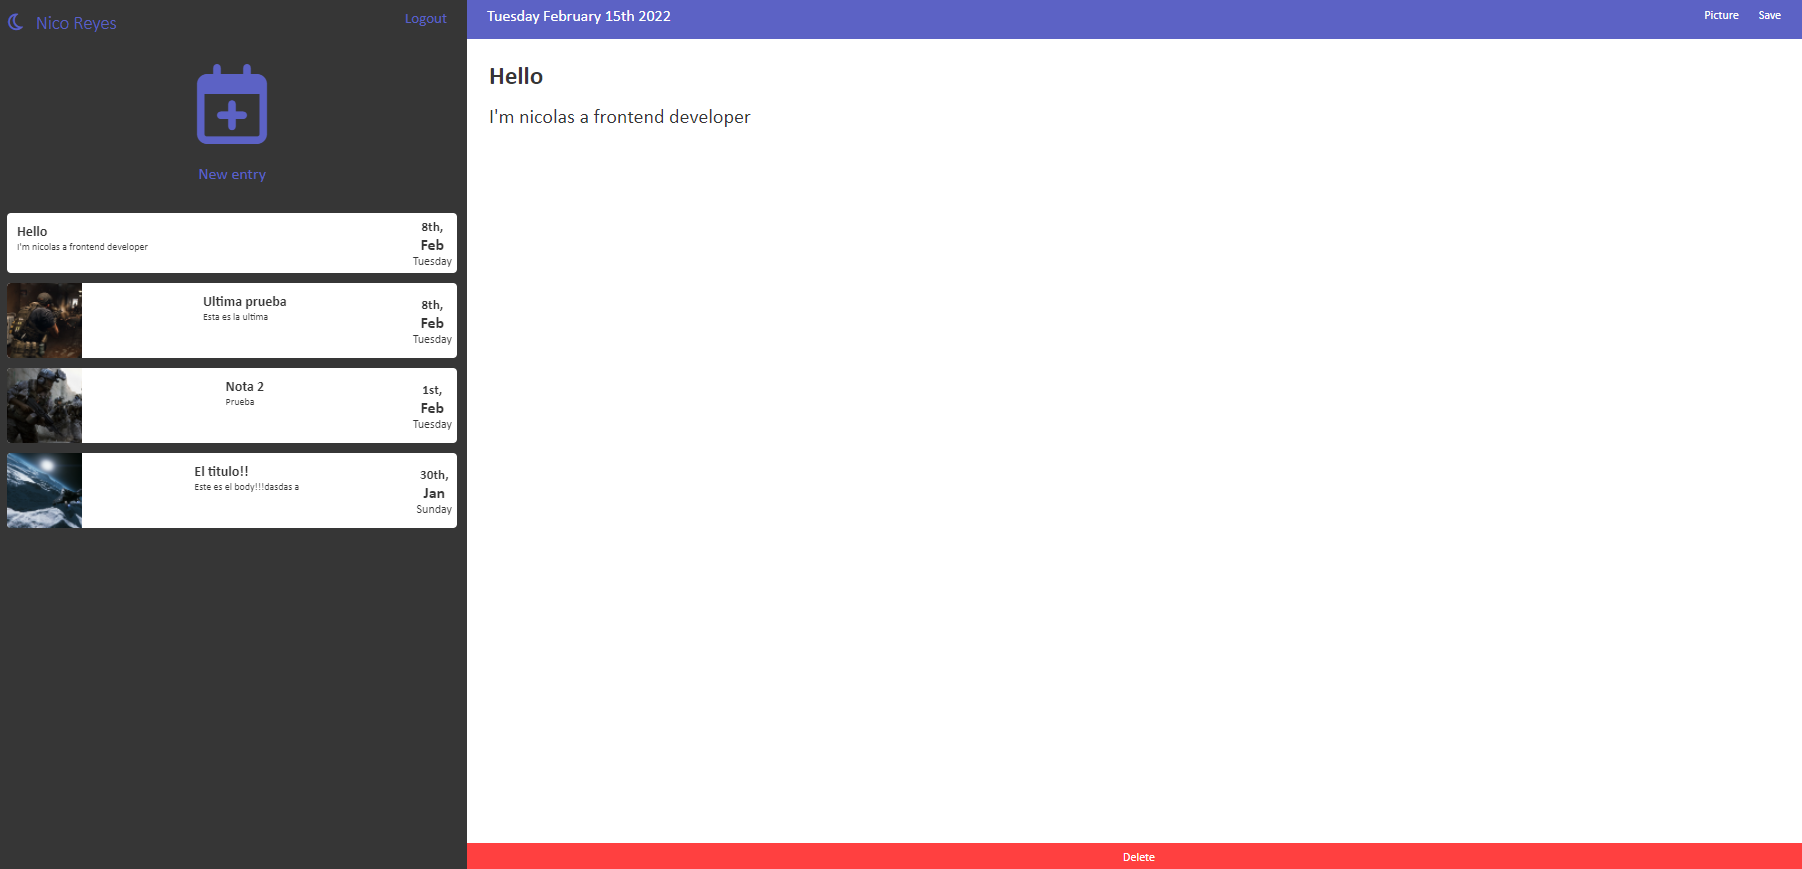 Nico Reyes
Logout
New entry
Hello
I'm nicolas a frontend developer
8th,
Feb
Tuesday
Ultima prueba
Esta es la ultima
8th,
Feb
Tuesday
Nota 2
Prueba
1st,
Feb
Tuesday
El titulo!!
Este es el body!!!dasdas a
30th,
Jan
Sunday
Tuesday February 15th 2022
Picture
Save
Hello
I'm nicolas a frontend developer
Delete